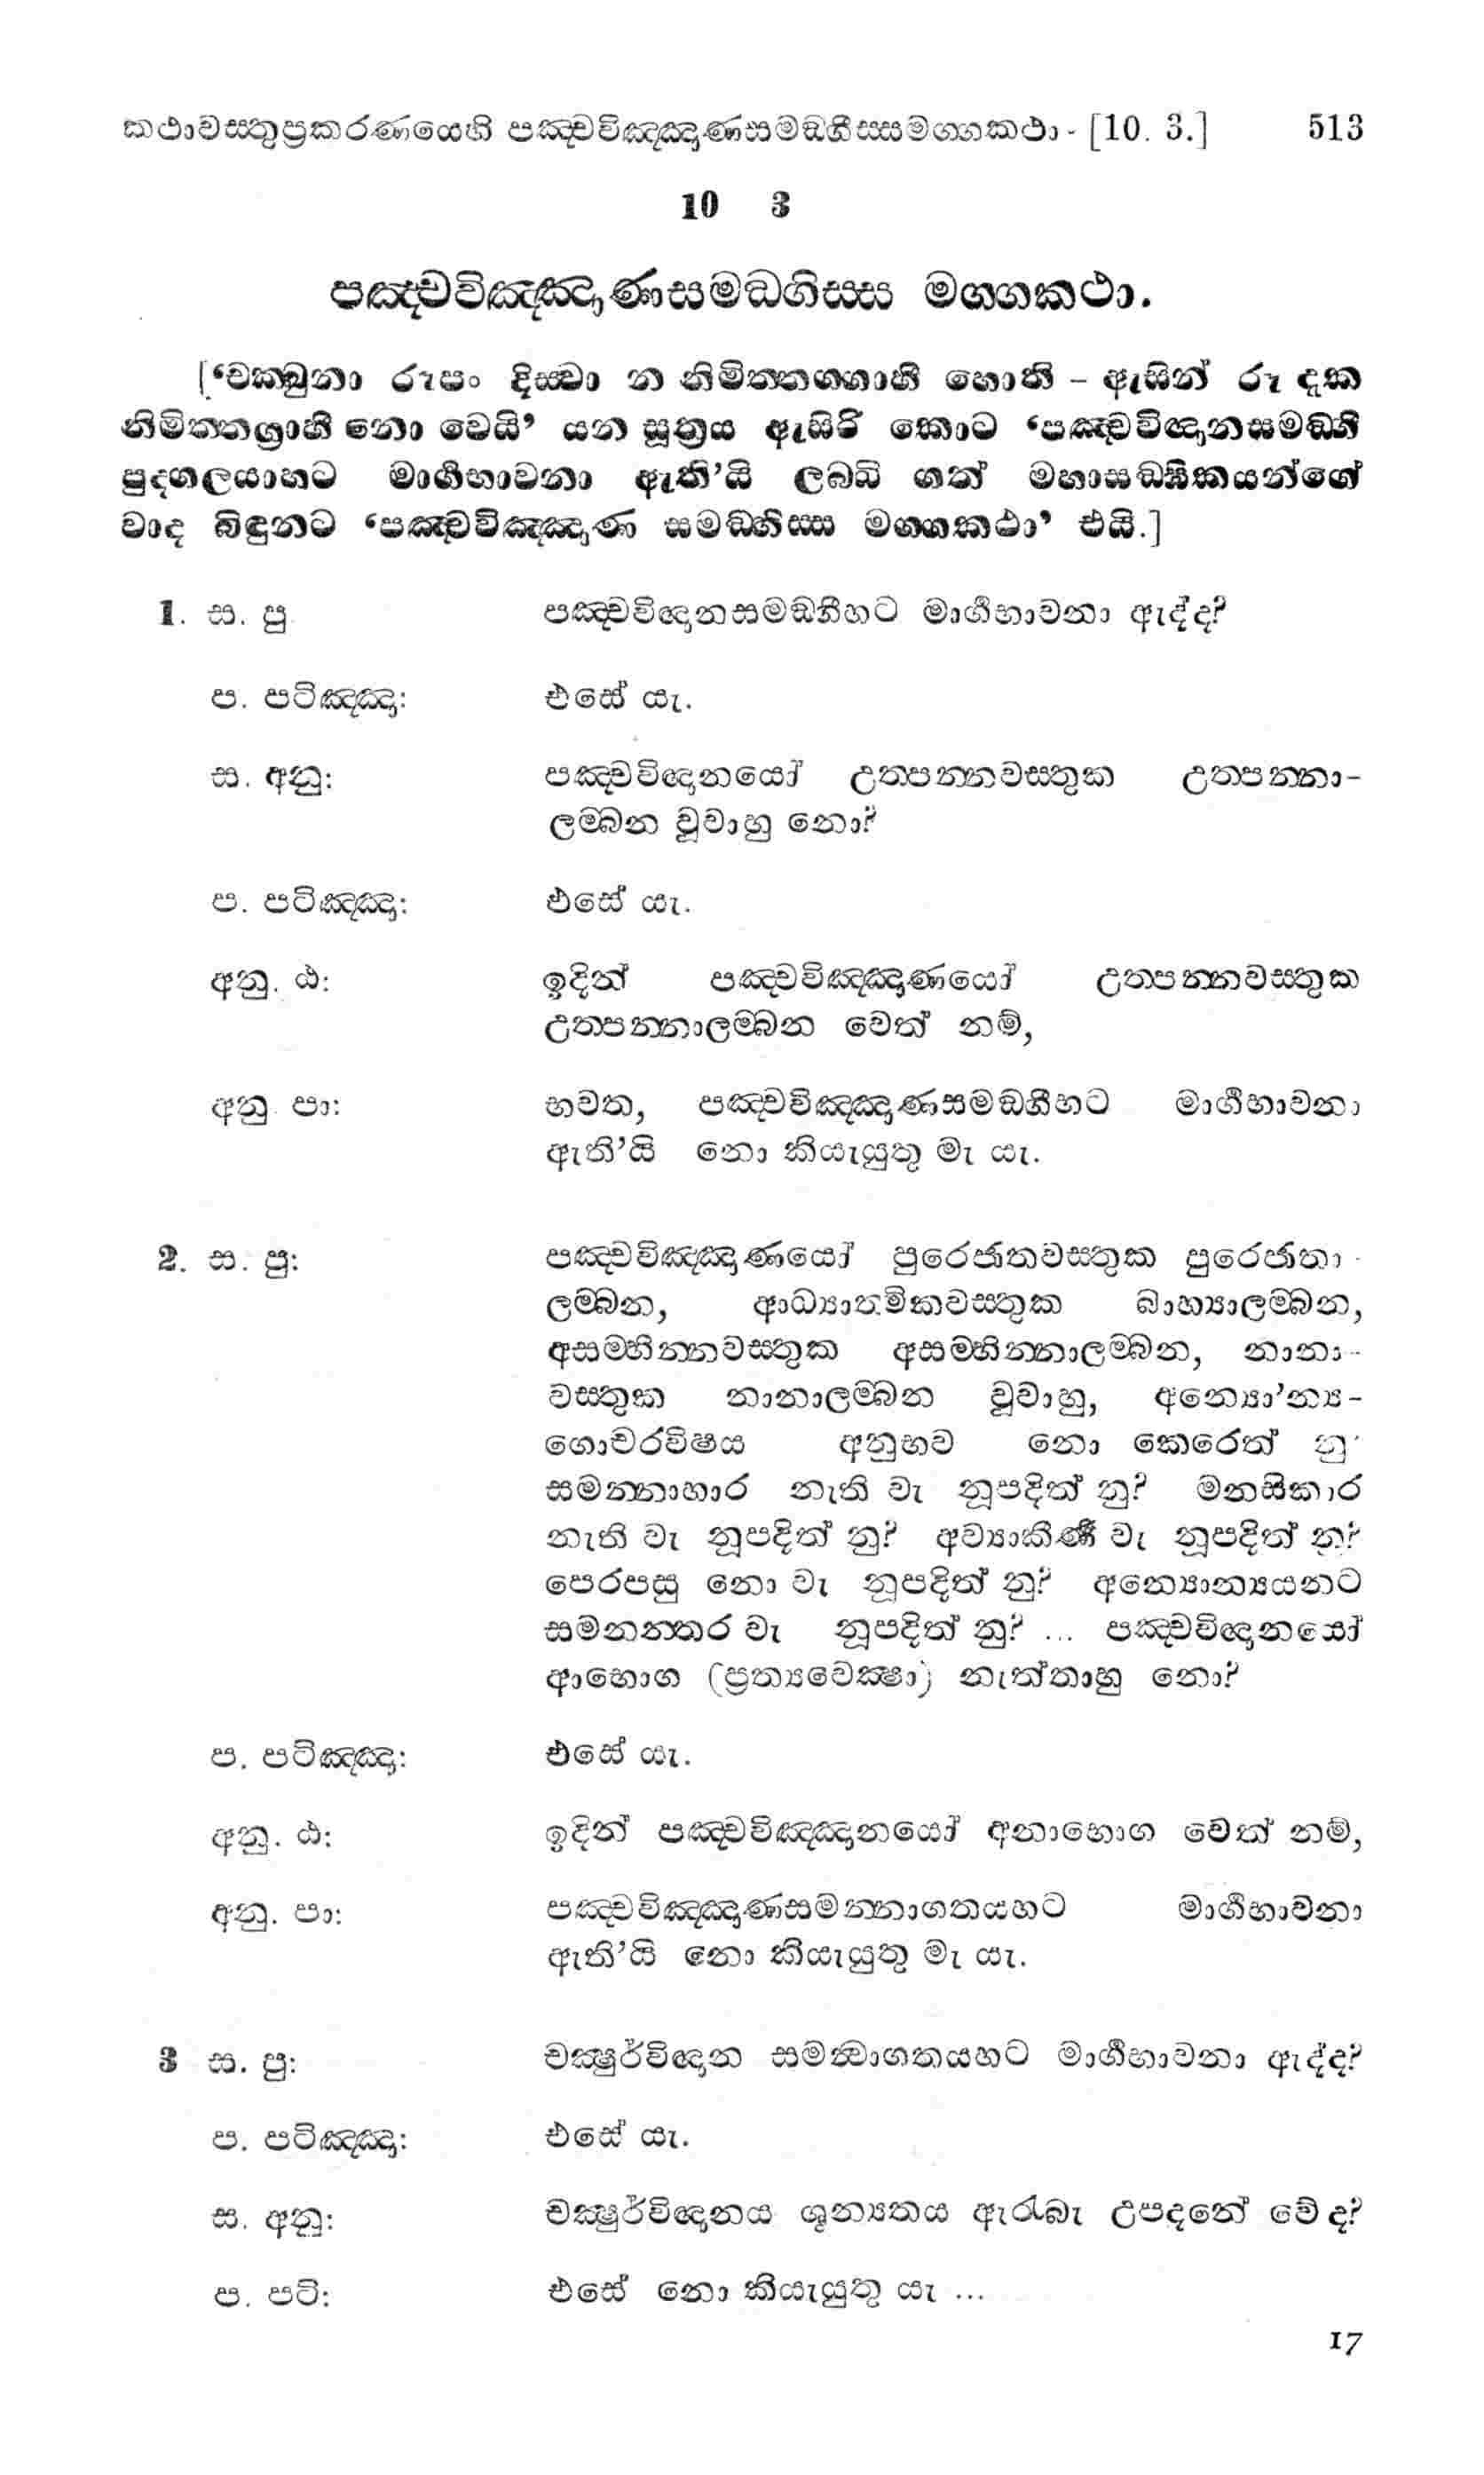 කථාවස්තුප්‍රකරණයෙහි පඤ්චවිඤ්ඤාණසමඞ්ගීස්සමග්ගකථා - [10. 3.] 513
10 3
පඤ්චවිඤ්ඤාණසමඞ්ගිස්ස මග්ගකථා.
[‘චක්ඛුනා රූපං දිස්වා න නිමිත්තග්ගාහී හොති – ඇසින් රූ දැක
නිමිත්තග්‍රාහී නො වෙයි’ යන සූත්‍රය ඇසිරි කොට ‘පඤ්චවිඥානසමඞ්ගී
පුද්ගලයාහට මාර්ගභාවනා ඇති’යි ලබ්ධි ගත් මහාසඞ්ඝිකයන්ගේ
වාද බිඳුනට ‘පඤ්චවිඤ්ඤාණ සමඞ්ගිස්ස මග්ගකථා’ එයි.]
1. ස. පු. පඤ්චවිඥානසමඞ්ගීහට මාර්ගභාවනා ඇද්ද?
ප. පටිඤ්ඤා: එසේ යැ.
ස. අනු: පඤ්චවිඥානයෝ උත්පන්නවස්තුක උත්පන්නා-
ලම්බන වූවාහු නො?
ප. පටිඤ්ඤා: එසේ යැ.
අනු. ඨ: ඉදින් පඤ්චවිඤ්ඤාණයෝ උත්පන්නවස්තුක
උත්පන්නාලම්බන වෙත් නම්,
අනු. පා: භවත, පඤ්චවිඤ්ඤාණසමඞ්ගීහට මාර්ගභාවනා
ඇති’යි නො කියැයුතු මැ යැ.
2. ස. පු: පඤ්චවිඤ්ඤාණයෝ පුරෙජාතවස්තුක පුරෙජාතා-
ලම්බන, ආධ්‍යාත්මිකවස්තුක බාහ්‍යාලම්බන,
අසම්භින්නවස්තුක අසම්භින්නාලම්බන, නානා-
වස්තුක නානාලම්බන වූවාහු, අන්‍යො’න්‍ය-
ගොචරවිෂය අනුභව නො කෙරෙත් නු
සමන්නාහාර නැති වැ නූපදිත් නු? මනසිකාර
නැති වැ නූපදිත් නු? අව්‍යාකීර්ණ වැ නූපදිත් නු?
පෙරපසු නො වැ නූපදිත් නු? අන්‍යොන්‍යයනට
සමනන්තර වැ නූපදිත් නු? ... පඤ්චවිඥානයෝ
ආභොග (ප්‍රත්‍යවෙක්ෂා) නැත්තාහු නො?
ප. පටිඤ්ඤා: එසේ යැ.
අනු. ඨ: ඉදින් පඤ්චවිඤ්ඤානයෝ අනාභොග වෙත් නම්,
අනු. පා: පඤ්චවිඤ්ඤාණසමන්නාගතයහට මාර්ගභාවනා
ඇති’යි නො කියැයුතු මැ යැ.
3 ස. පු: චක්ෂුර්විඥාන සමන්වාගතයහට මාර්ගභාවනා ඇද්ද?
ප. පටිඤ්ඤා: එසේ යැ.
ස. අනු: චක්ෂුර්විඥානය ශුන්‍යතය ඇරැබැ උපදනේ වේ ද?
ප. පටි: එසේ නො කියැයුතු යැ ...
17